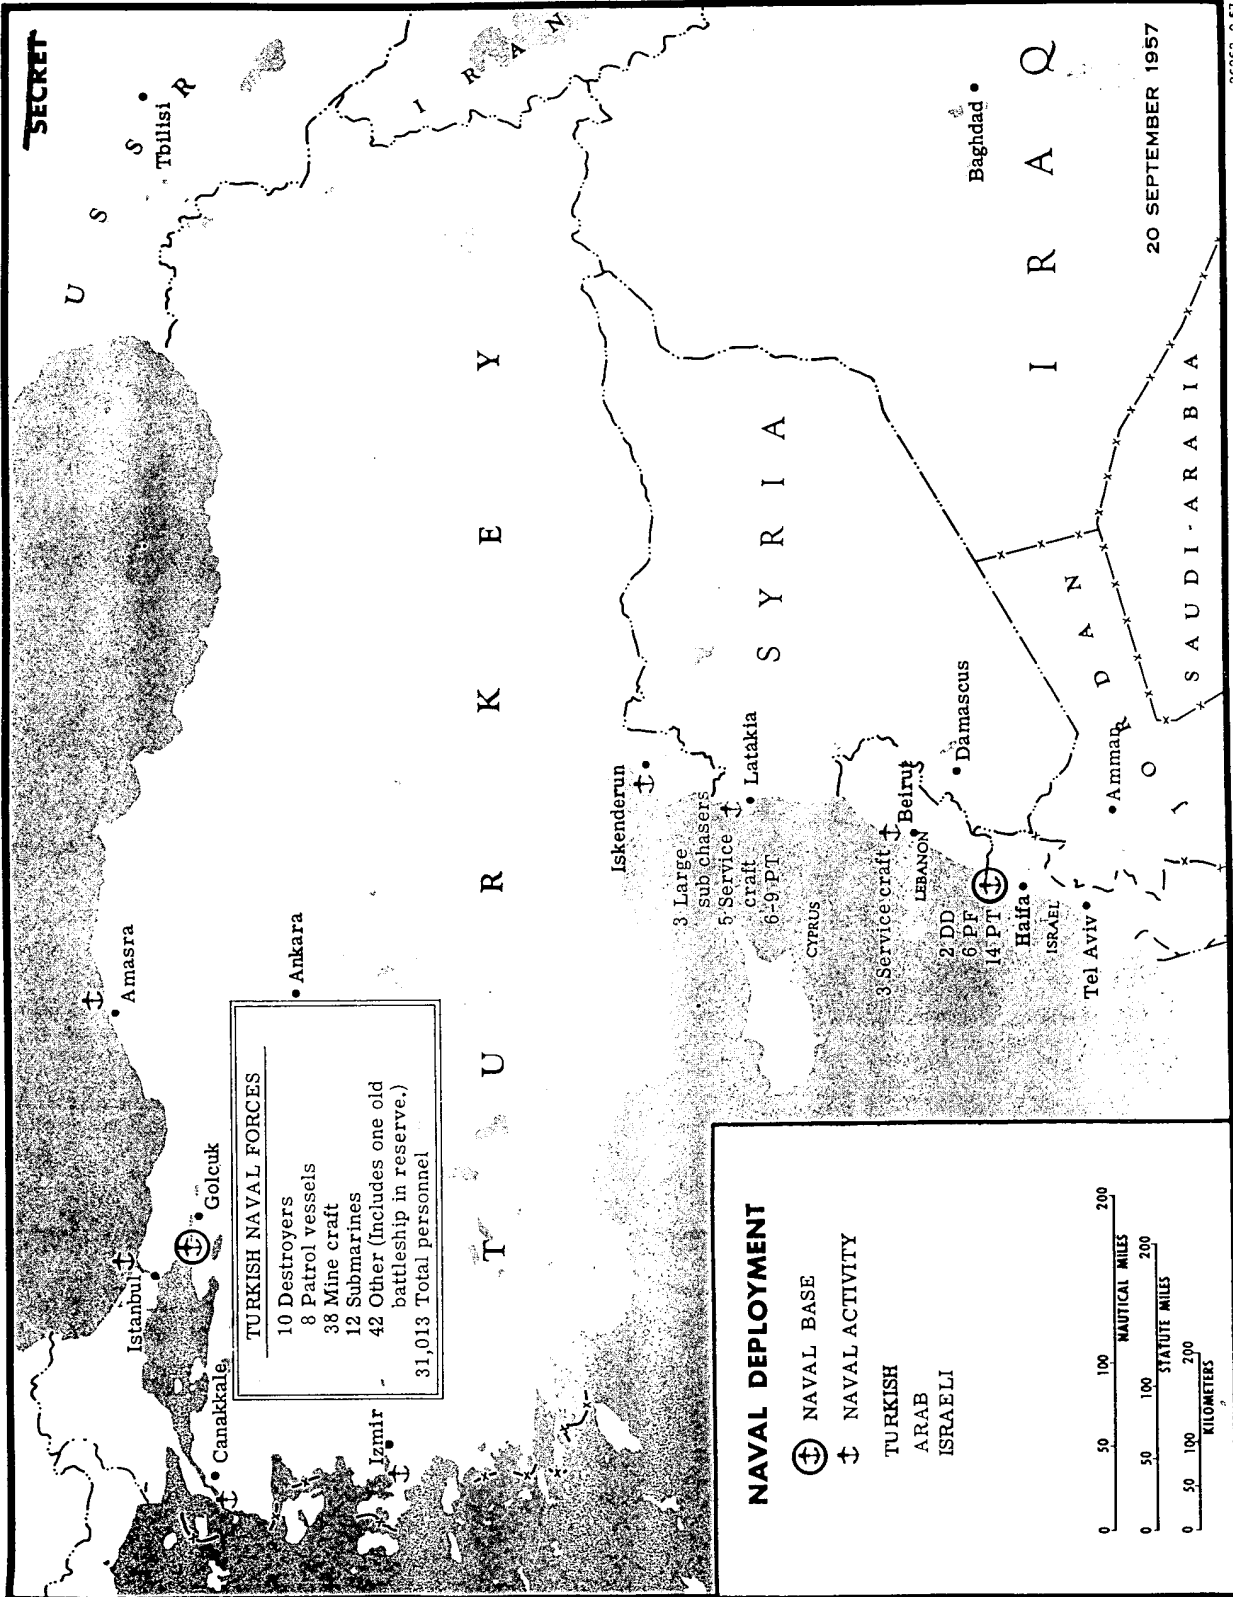 SECRET
U S S R
Tbilisi
I R A N
Amasra
Istanbul
Golcuk
Canakkale
Ankara
Izmir
TURKISH NAVAL FORCES
10 Destroyers
8 Patrol vessels
38 Mine craft
12 Submarines
42 Other (Includes one old
battleship in reserve.)
31,013 Total personnel
T U R K E Y
Iskenderun
3 Large
sub chasers
5 Service
craft
6-9 PT
Latakia
S Y R I A
CYPRUS
3 Service craft
Beirut
LEBANON
Damascus
2 DD
6 PF
14 PT
Haifa
ISRAEL
Tel Aviv
Amman
J O R D A N
Baghdad
I R A Q
SAUDI-ARABIA
20 SEPTEMBER 1957
NAVAL DEPLOYMENT
NAVAL BASE
NAVAL ACTIVITY
TURKISH
ARAB
ISRAELI
0 50 100 200
NAUTICAL MILES
0 50 100 200
STATUTE MILES
0 50 100 200
KILOMETERS